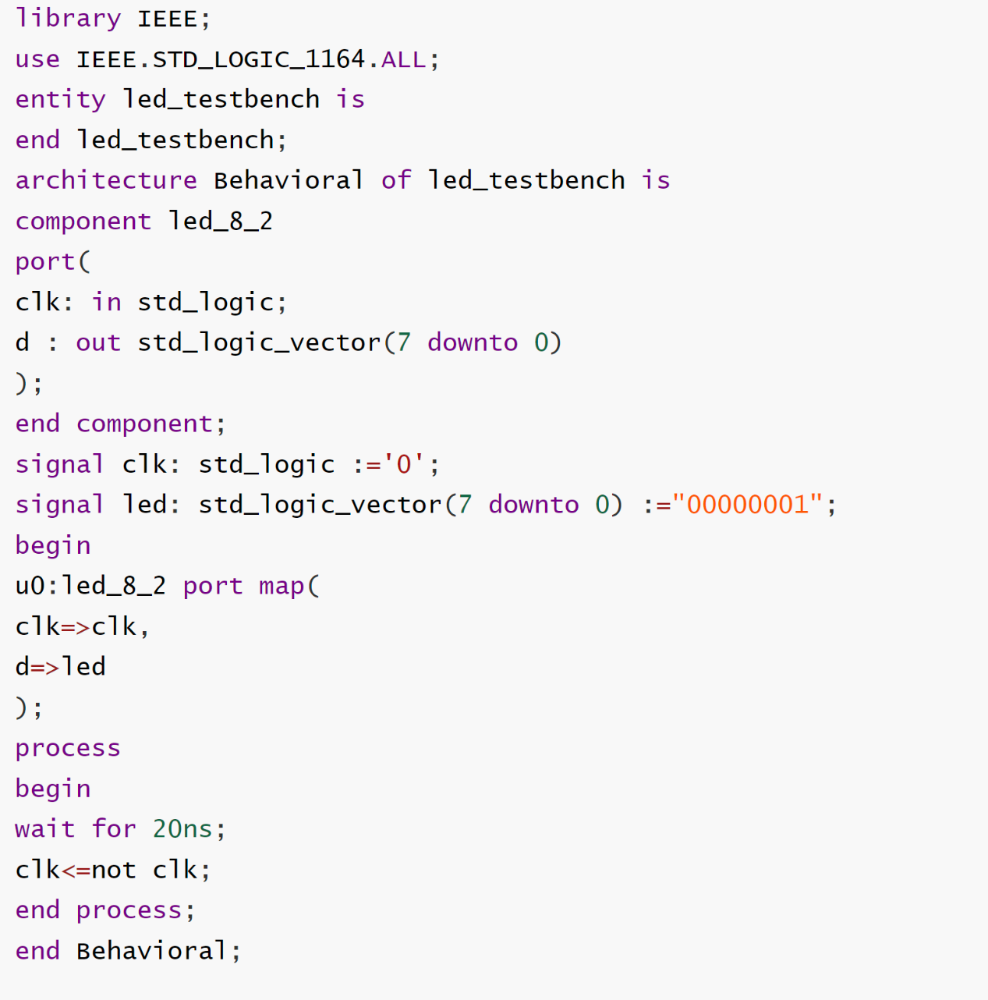 library IEEE;
use IEEE.STD_LOGIC_1164.ALL;
entity led_testbench is
end led_testbench;
architecture Behavioral of led_testbench is
component led_8_2
port(
clk: in std_logic;
d : out std_logic_vector(7 downto 0)
);
end component;
signal clk: std_logic :='0';
signal led: std_logic_vector(7 downto 0) :="00000001";
begin
u0:led_8_2 port map(
clk=>clk,
d=>led
);
process
begin
wait for 20ns;
clk<=not clk;
end process;
end Behavioral;